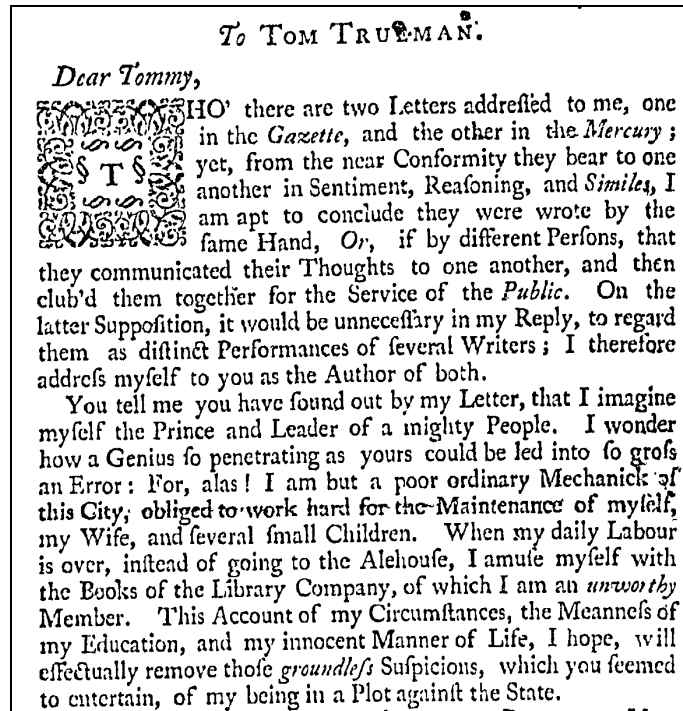 To TOM TRUEMAN.
Dear Tommy,
THO' there are two Letters addreſſed to me, one
in the Gazette, and the other in the Mercury;
yet, from the near Conformity they bear to one
another in Sentiment, Reaſoning, and Similes, I
am apt to conclude they were wrote by the
ſame Hand, Or, if by different Perſons, that
they communicated their Thoughts to one another, and then
club'd them together for the Service of the Public. On the
latter Suppoſition, it would be unneceſſary in my Reply, to regard
them as diſtinct Performances of ſeveral Writers; I therefore
addreſs myſelf to you as the Author of both.
You tell me you have found out by my Letter, that I imagine
myſelf the Prince and Leader of a mighty People. I wonder
how a Genius ſo penetrating as yours could be led into ſo groſs
an Error: For, alas! I am but a poor ordinary Mechanick of
this City, obliged to work hard for the Maintenance of myſelf,
my Wife, and ſeveral ſmall Children. When my daily Labour
is over, inſtead of going to the Alehouſe, I amuſe myſelf with
the Books of the Library Company, of which I am an unworthy
Member. This Account of my Circumſtances, the Meanneſs of
my Education, and my innocent Manner of Life, I hope, will
effectually remove thoſe groundleſs Suſpicions, which you ſeemed
to entertain, of my being in a Plot againſt the State.